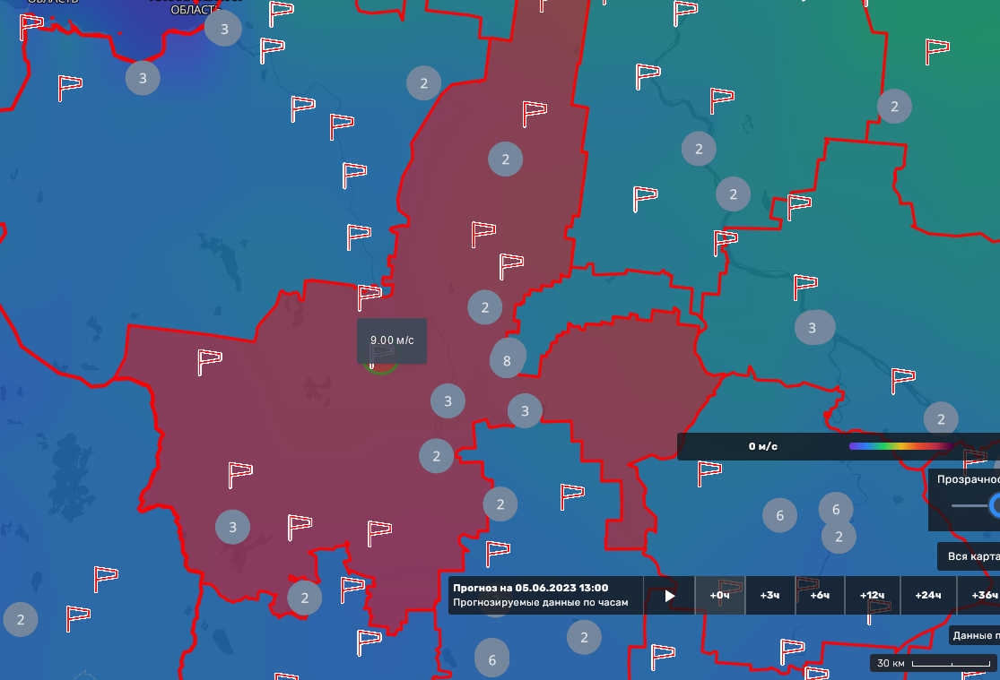 ОБЛАСТЬ
ОБЛАСТЬ
3
3
2
2
2
2
2
2
3
9.00 м/с
8
3
3
2
2
0 м/с
Прозрачнос
2
6
6
2
3
Вся карта
Прогноз на 05.06.2023 13:00
Прогнозируемые данные по часам
+0ч
+3ч
+6ч
+12ч
+24ч
+36ч
2
2
2
6
Данные п
30 км